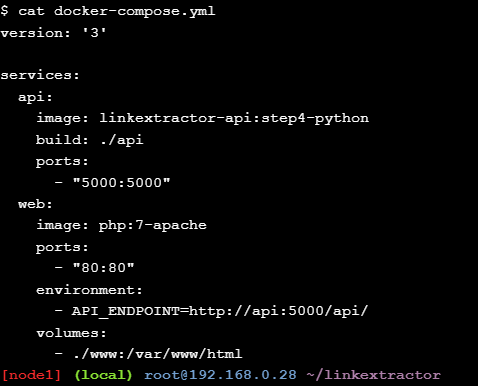 $ cat docker-compose.yml
version: '3'

services:
  api:
    image: linkextractor-api:step4-python
    build: ./api
    ports:
      - "5000:5000"
  web:
    image: php:7-apache
    ports:
      - "80:80"
    environment:
      - API_ENDPOINT=http://api:5000/api/
    volumes:
      - ./www:/var/www/html
[node1] (local) root@192.168.0.28 ~/linkextractor